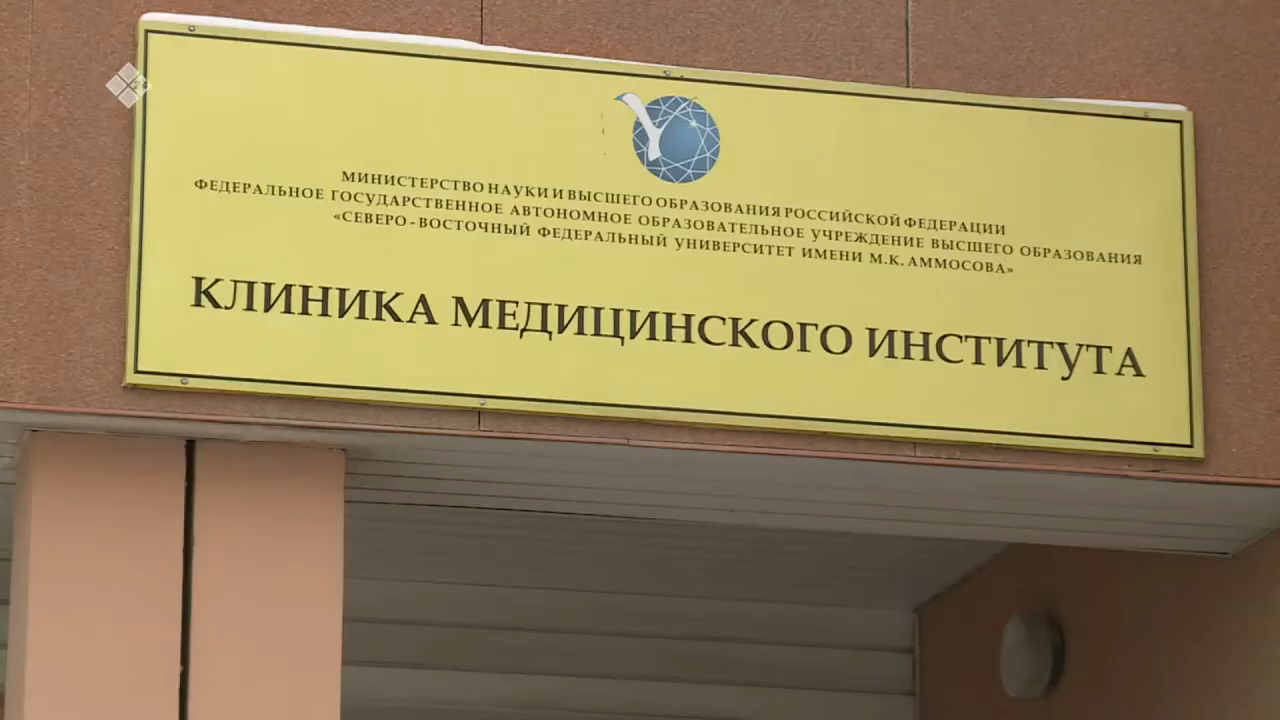 МИНИСТЕРСТВО НАУКИ И ВЫСШЕГО ОБРАЗОВАНИЯ РОССИЙСКОЙ ФЕДЕРАЦИИ
ФЕДЕРАЛЬНОЕ ГОСУДАРСТВЕННОЕ АВТОНОМНОЕ ОБРАЗОВАТЕЛЬНОЕ УЧРЕЖДЕНИЕ ВЫСШЕГО ОБРАЗОВАНИЯ
«СЕВЕРО-ВОСТОЧНЫЙ ФЕДЕРАЛЬНЫЙ УНИВЕРСИТЕТ ИМЕНИ М.К. АММОСОВА»
КЛИНИКА МЕДИЦИНСКОГО ИНСТИТУТА